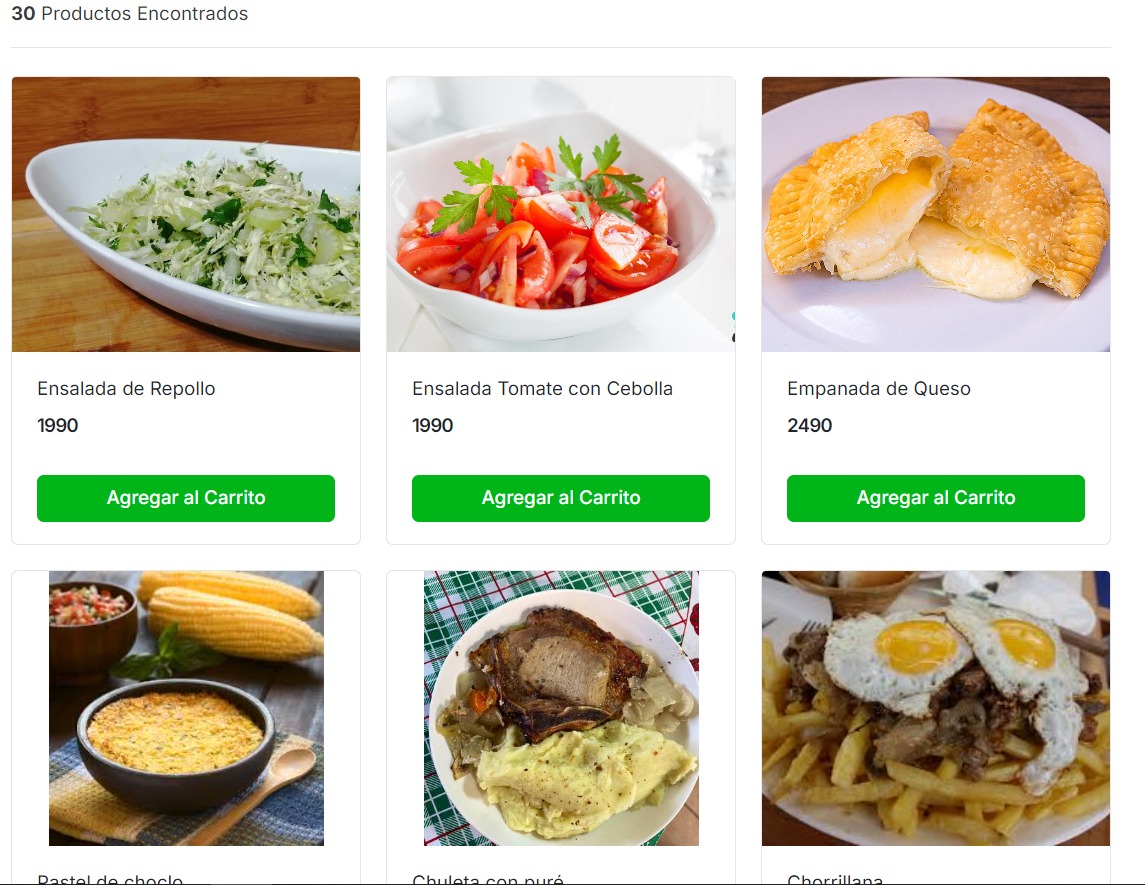 30 Productos Encontrados
Ensalada de Repollo
1990
Agregar al Carrito
Ensalada Tomate con Cebolla
1990
Agregar al Carrito
Empanada de Queso
2490
Agregar al Carrito
Pastel de choclo
Chuleta con puré
Chorrillana